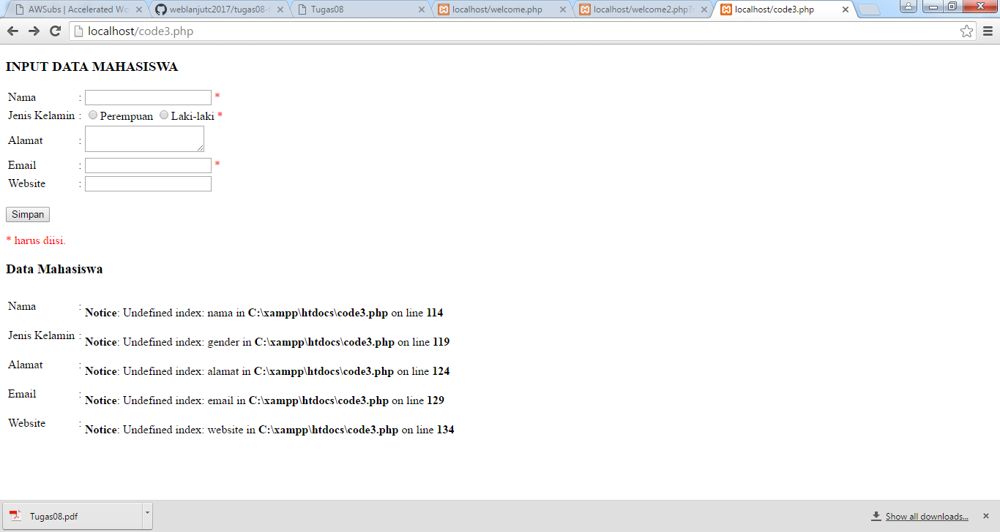 AWSubs | Accelerated Wo
weblanjutc2017/tugas08-
Tugas08
localhost/welcome.php
localhost/welcome2.php?
localhost/code3.php
localhost/code3.php
INPUT DATA MAHASISWA
Nama : *
Jenis Kelamin : Perempuan Laki-laki *
Alamat :
Email : *
Website :
Simpan
* harus diisi.
Data Mahasiswa
Nama : Notice: Undefined index: nama in C:\xampp\htdocs\code3.php on line 114
Jenis Kelamin : Notice: Undefined index: gender in C:\xampp\htdocs\code3.php on line 119
Alamat : Notice: Undefined index: alamat in C:\xampp\htdocs\code3.php on line 124
Email : Notice: Undefined index: email in C:\xampp\htdocs\code3.php on line 129
Website : Notice: Undefined index: website in C:\xampp\htdocs\code3.php on line 134
Tugas08.pdf
Show all downloads...